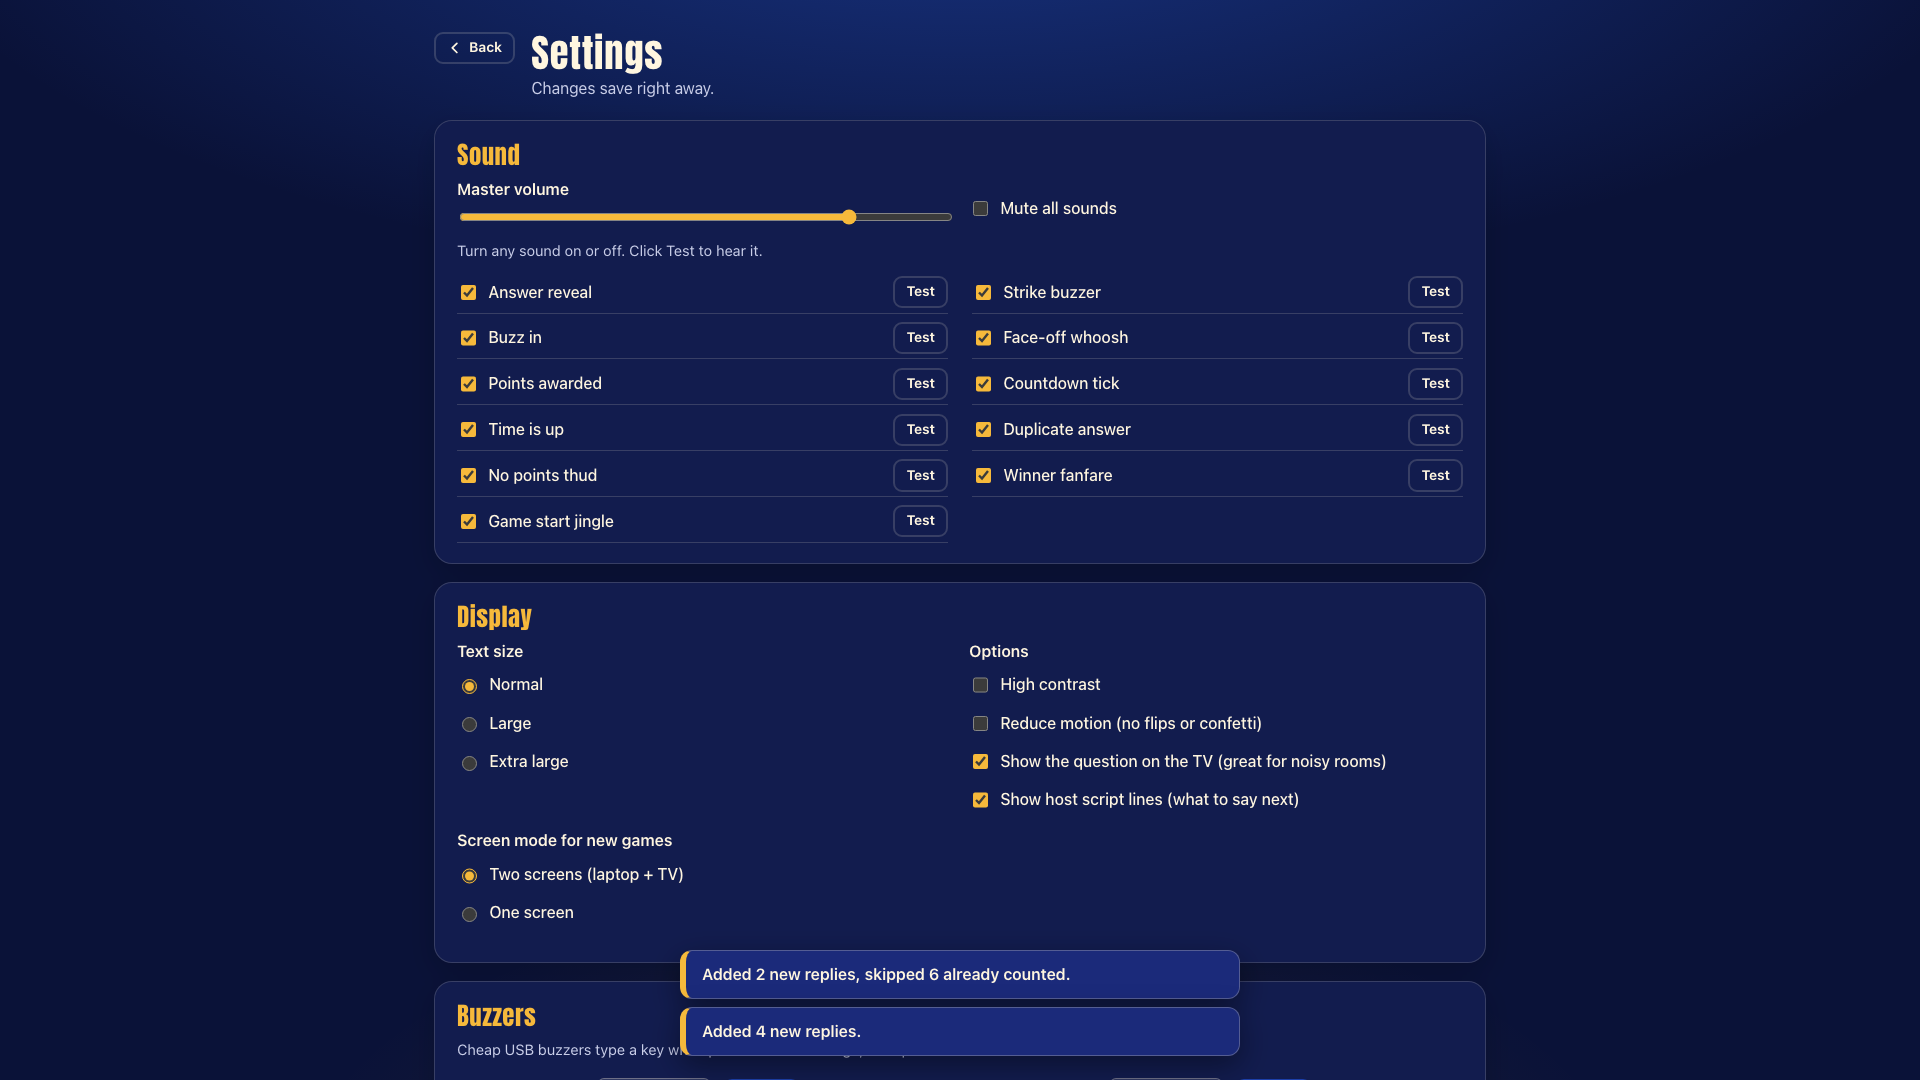 Back
Settings
Changes save right away.
Sound
Master volume
Mute all sounds
Turn any sound on or off. Click Test to hear it.
Answer reveal Test
Strike buzzer Test
Buzz in Test
Face-off whoosh Test
Points awarded Test
Countdown tick Test
Time is up Test
Duplicate answer Test
No points thud Test
Winner fanfare Test
Game start jingle Test
Display
Text size
Normal
Large
Extra large
Options
High contrast
Reduce motion (no flips or confetti)
Show the question on the TV (great for noisy rooms)
Show host script lines (what to say next)
Screen mode for new games
Two screens (laptop + TV)
One screen
Added 2 new replies, skipped 6 already counted.
Added 4 new replies.
Buzzers
Cheap USB buzzers type a key